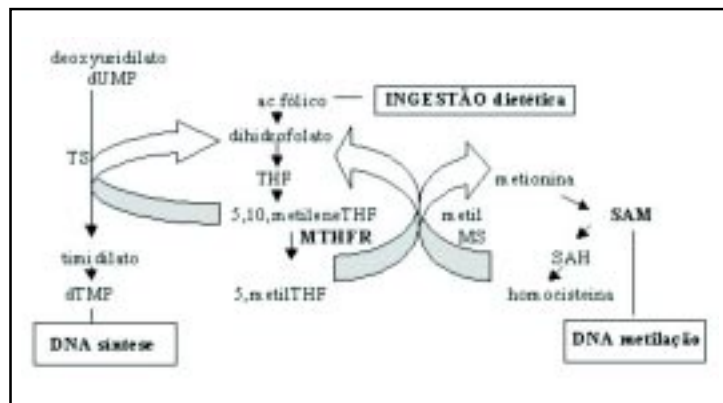 deoxyuridilato
dUMP
ac.fólico
INGESTÃO dietética
dihidrofolato
TS
THF
metionina
5,10,metileneTHF
metil
SAM
MTHFR
MS
timidilato
SAH
dTMP
5,metilTHF
homocisteina
DNA síntese
DNA metilação